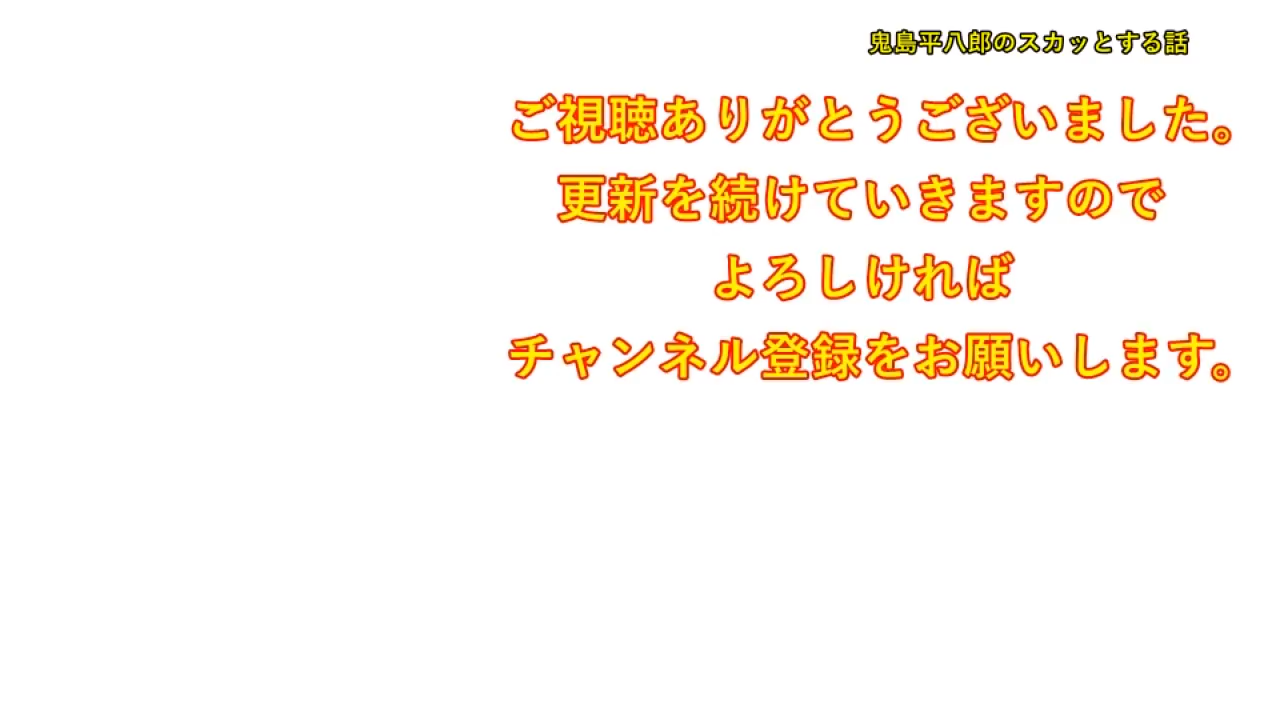 鬼島平八郎のスカッとする話
ご視聴ありがとうございました。
更新を続けていきますので
よろしければ
チャンネル登録をお願いします。